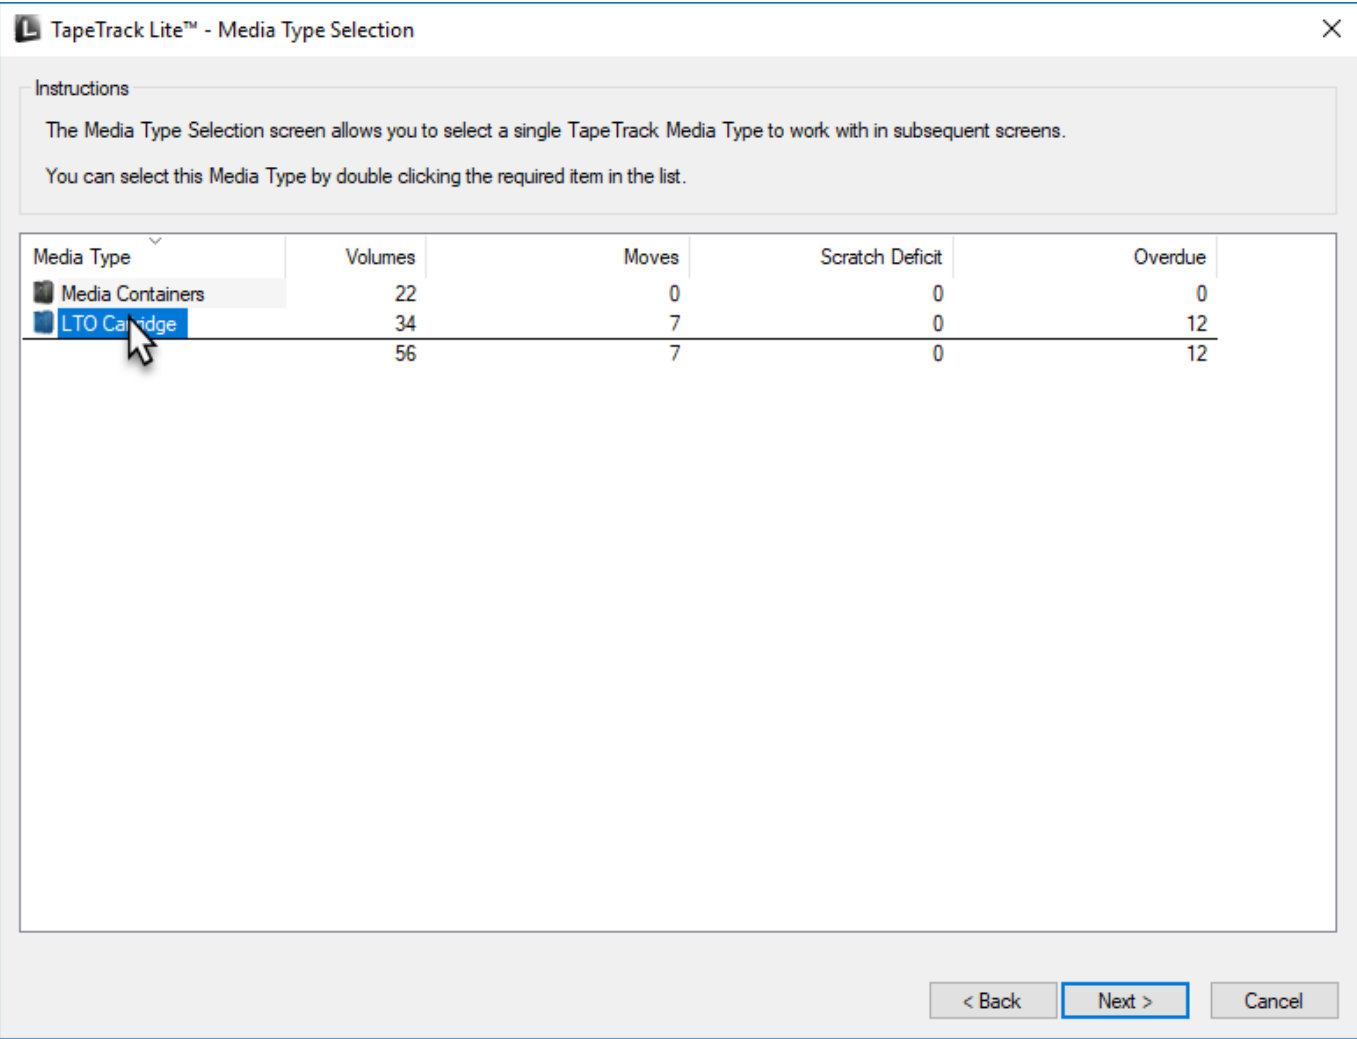 L TapeTrack Lite™ - Media Type Selection
Instructions
The Media Type Selection screen allows you to select a single TapeTrack Media Type to work with in subsequent screens.
You can select this Media Type by double clicking the required item in the list.
Media Type Volumes Moves Scratch Deficit Overdue
Media Containers 22 0 0 0
LTO Cartridge 34 7 0 12
56 7 0 12
< Back Next > Cancel